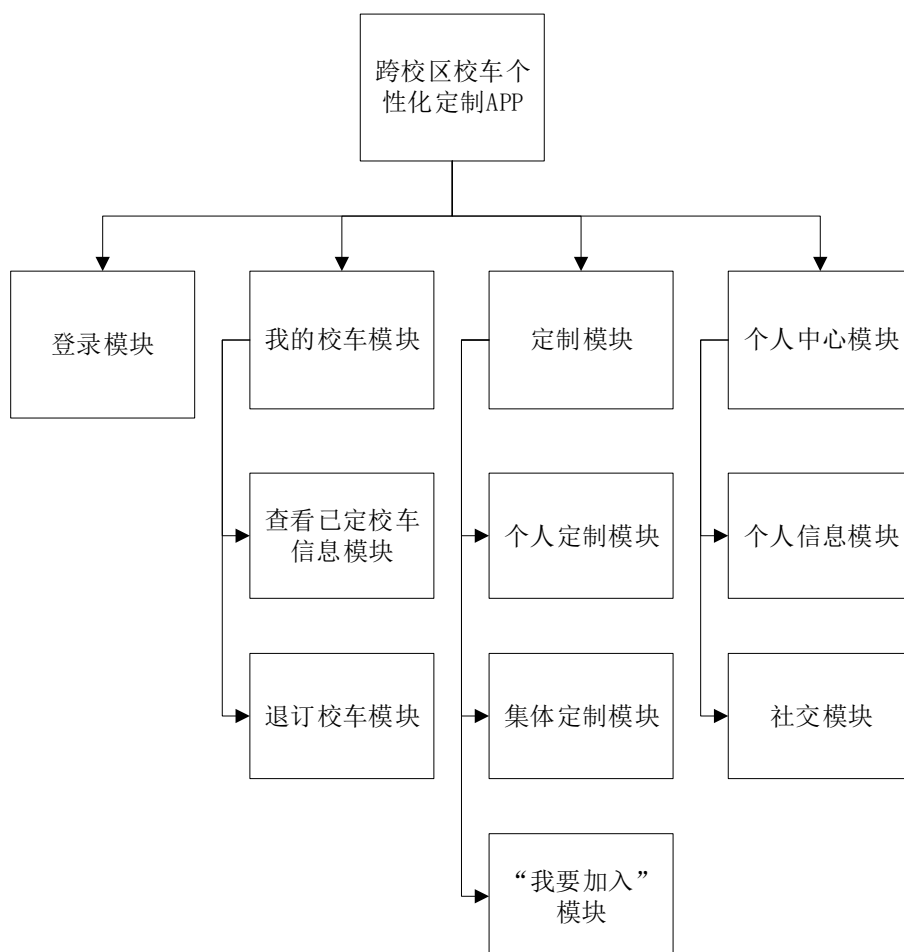 跨校区校车个
性化定制APP
登录模块
我的校车模块
定制模块
个人中心模块
查看已定校车
信息模块
个人定制模块
个人信息模块
退订校车模块
集体定制模块
社交模块
“我要加入”
模块